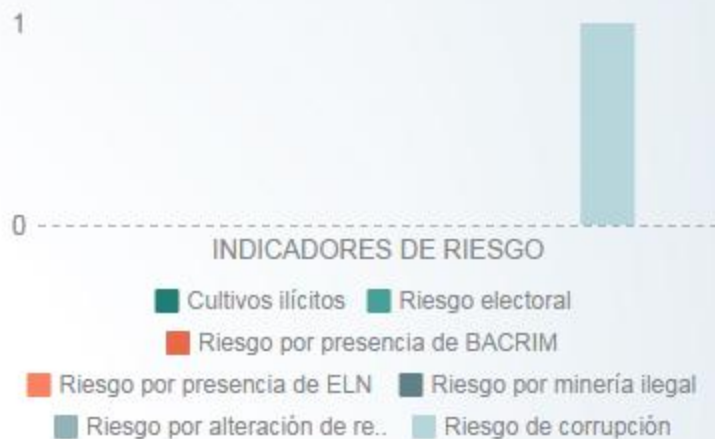 1
0
INDICADORES DE RIESGO
Cultivos ilícitos Riesgo electoral
Riesgo por presencia de BACRIM
Riesgo por presencia de ELN Riesgo por minería ilegal
Riesgo por alteración de re.. Riesgo de corrupción